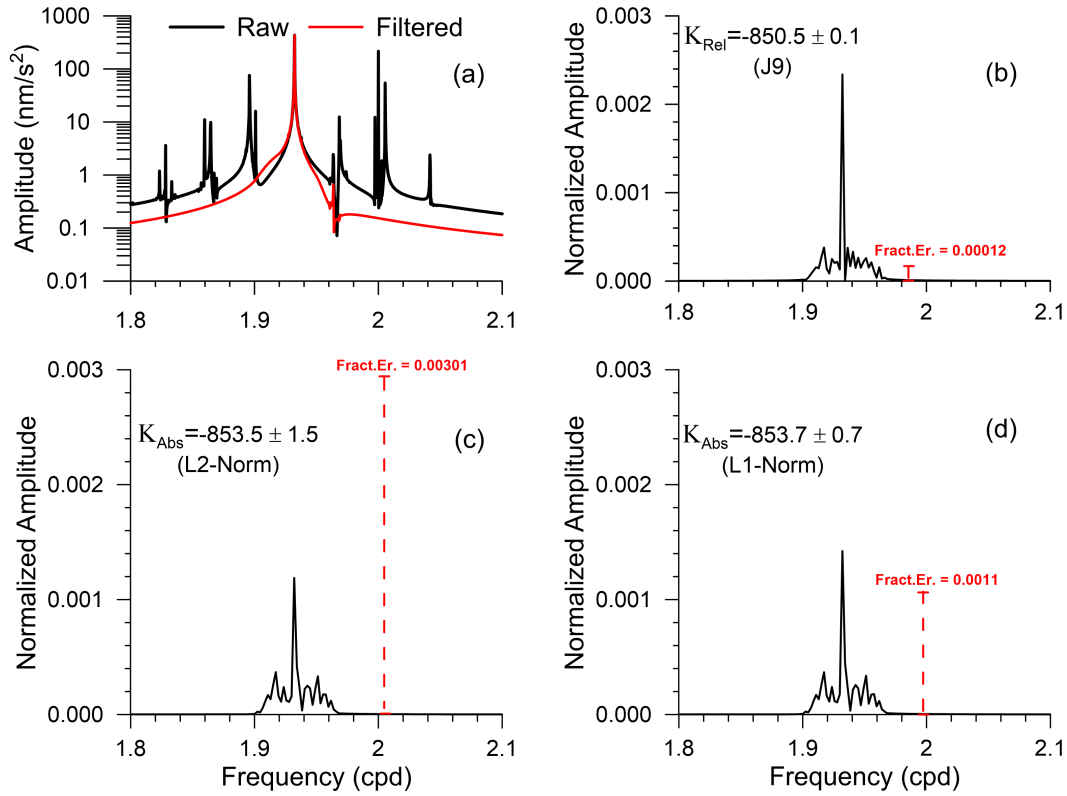 Raw Filtered
(a)
Amplitude (nm/s²)
1000
100
10
1
0.1
0.01
1.8 1.9 2 2.1
K_Rel=-850.5 ± 0.1
(J9)
(b)
Normalized Amplitude
0.003
0.002
0.001
0.000
Fract.Er. = 0.00012
1.8 1.9 2 2.1
Fract.Er. = 0.00301
K_Abs=-853.5 ± 1.5
(L2-Norm)
(c)
Normalized Amplitude
0.003
0.002
0.001
0.000
1.8 1.9 2 2.1
Frequency (cpd)
K_Abs=-853.7 ± 0.7
(L1-Norm)
(d)
Normalized Amplitude
0.003
0.002
0.001
0.000
Fract.Er. = 0.0011
1.8 1.9 2 2.1
Frequency (cpd)